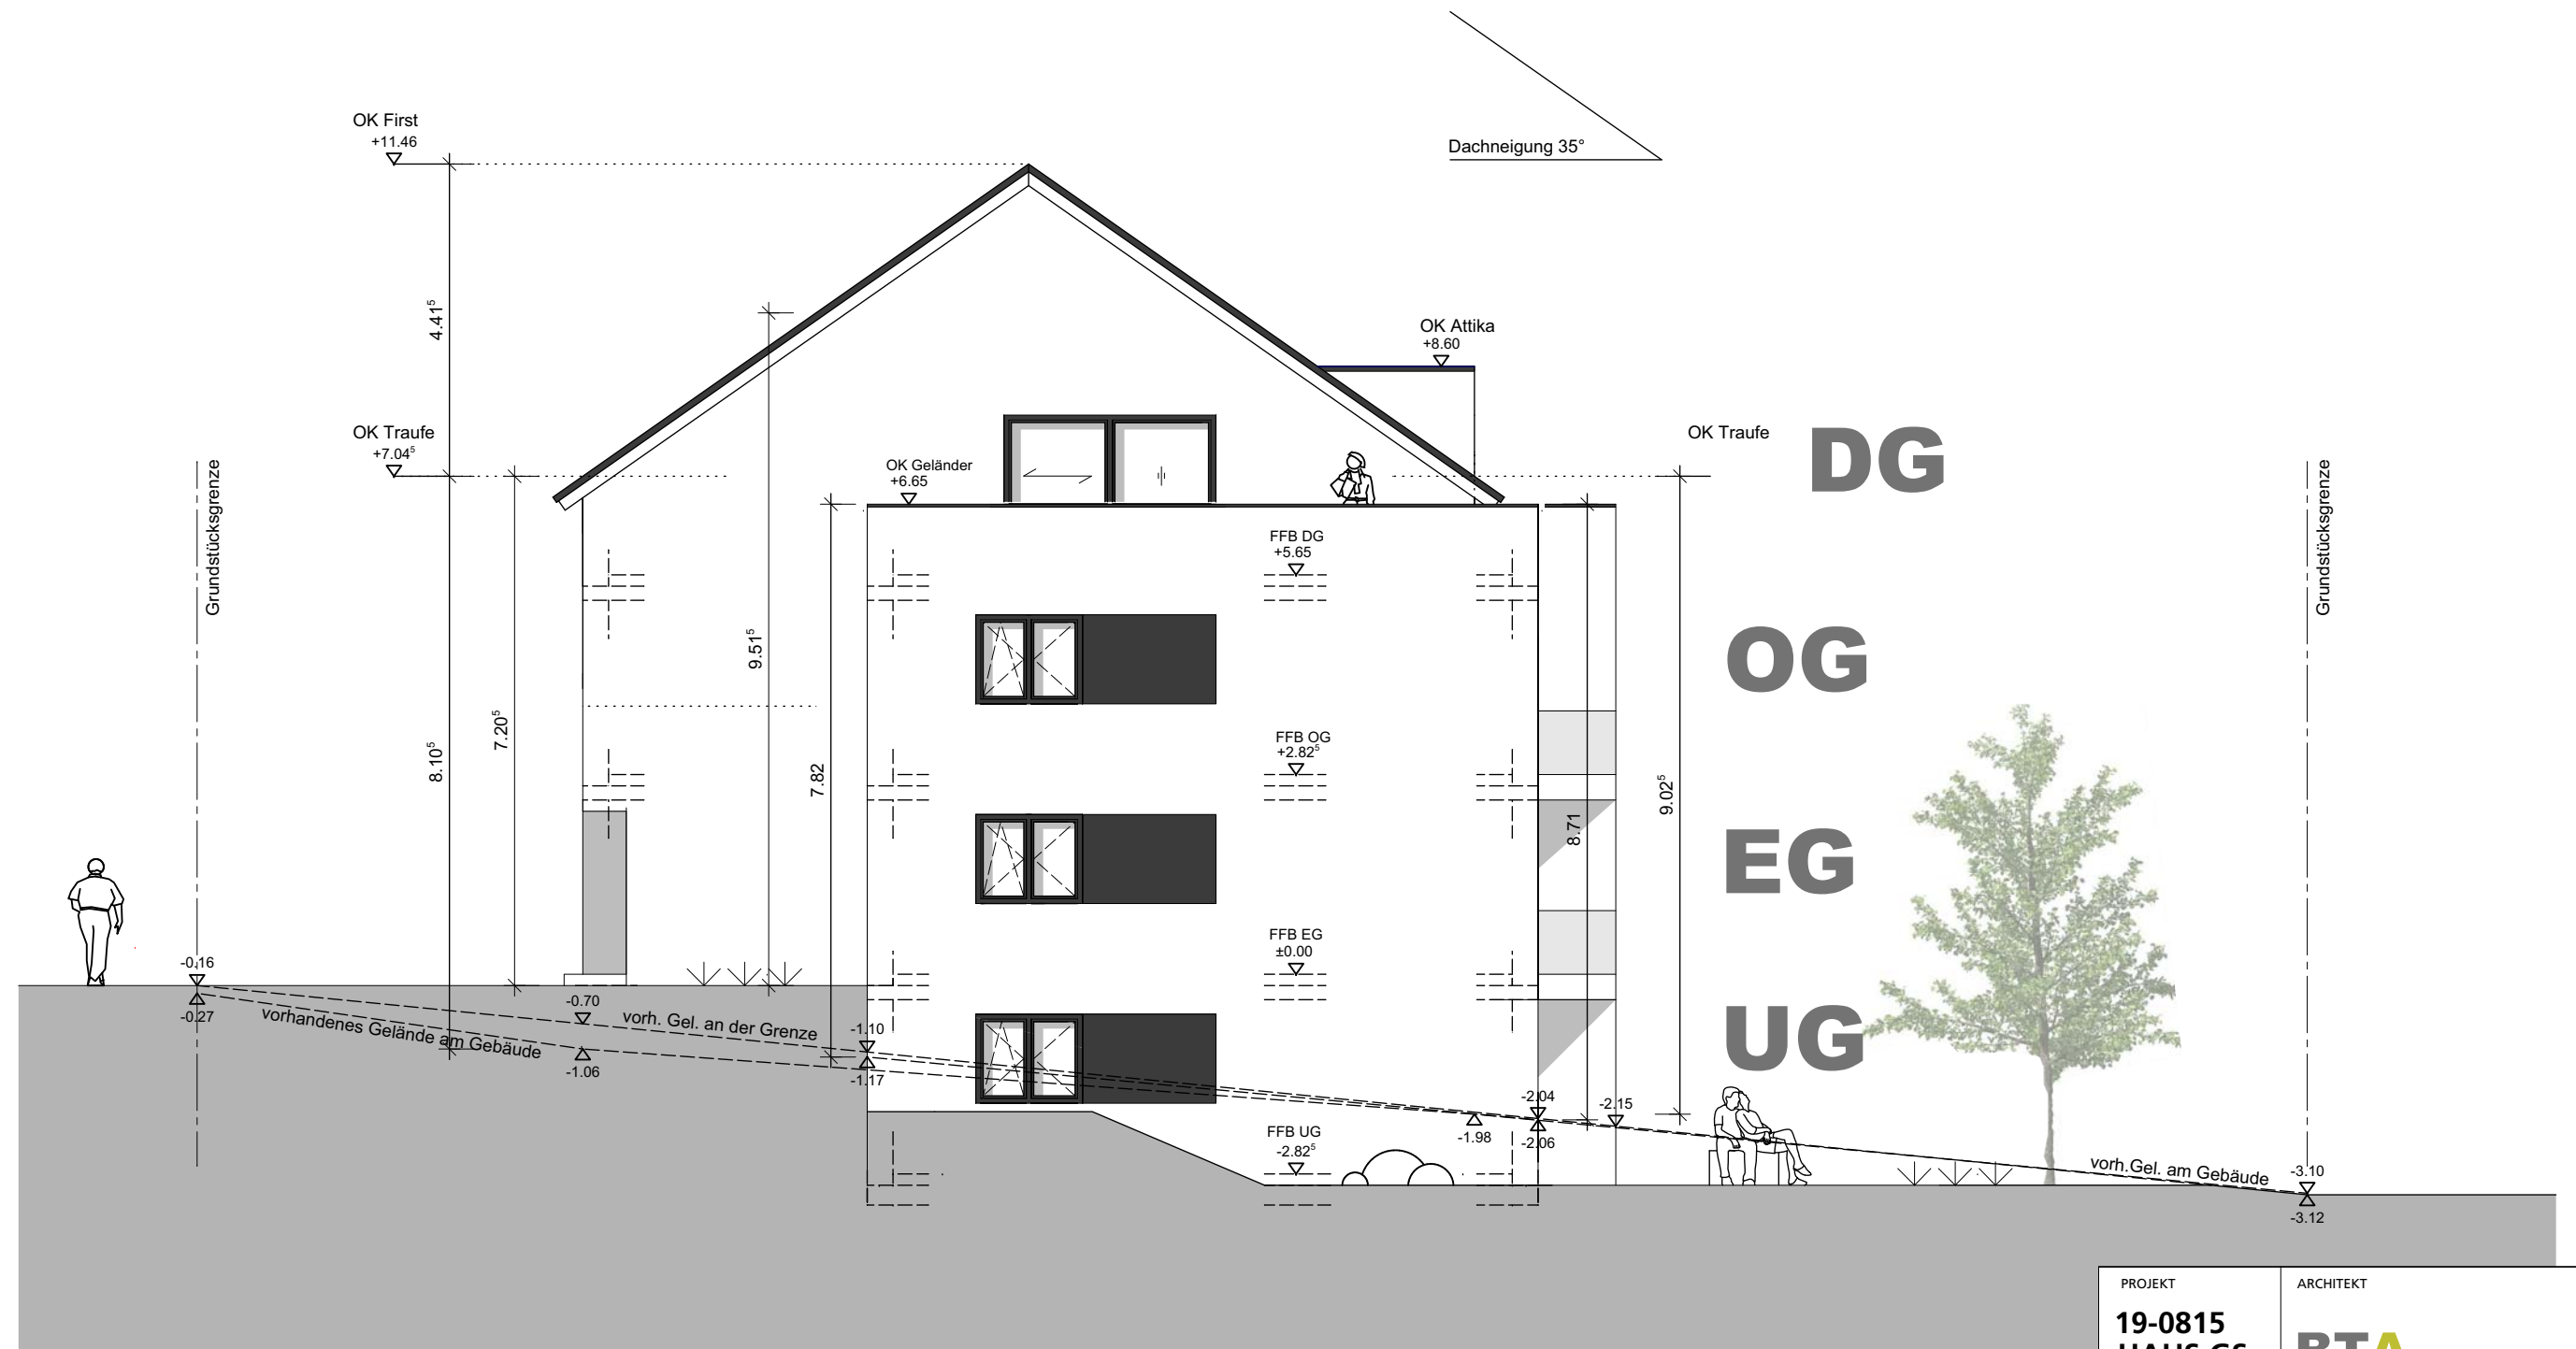 OK First
+11.46
Dachneigung 35°
4.41⁵
OK Attika
+8.60
OK Traufe
+7.04⁵
OK Traufe
DG
OK Geländer
+6.65
Grundstücksgrenze
Grundstücksgrenze
FFB DG
+5.65
9.51⁵
OG
8.10⁵
7.20⁵
7.82
FFB OG
+2.82⁵
8.71
9.02⁵
EG
FFB EG
±0.00
-0.16
-0.27
vorhandenes Gelände am Gebäude
-0.70
-1.06
vorh. Gel. an der Grenze
-1.10
-1.17
UG
-2.04
-2.06
-2.15
-1.98
FFB UG
-2.82⁵
vorh.Gel. am Gebäude
-3.10
-3.12
PROJEKT
19-0815
HAUS GS
ARCHITEKT
BTA